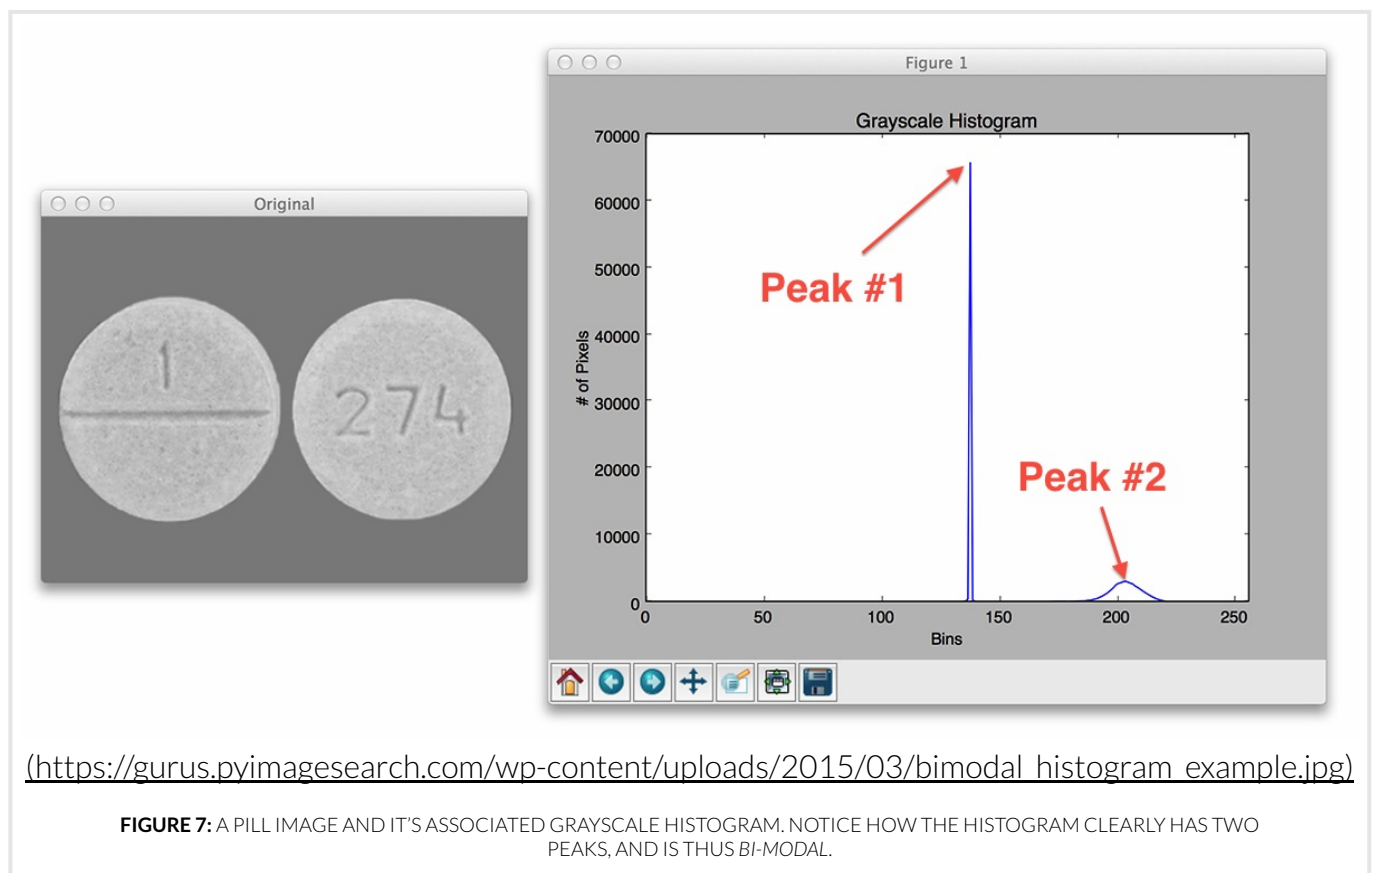 Figure 1
Grayscale Histogram
70000
60000
50000
40000
30000
20000
10000
0
# of Pixels
0 50 100 150 200 250
Bins
Peak #1
Peak #2
Original
1
274
(https://gurus.pyimagesearch.com/wp-content/uploads/2015/03/bimodal_histogram_example.jpg)
FIGURE 7: A PILL IMAGE AND IT'S ASSOCIATED GRAYSCALE HISTOGRAM. NOTICE HOW THE HISTOGRAM CLEARLY HAS TWO
PEAKS, AND IS THUS BI-MODAL.